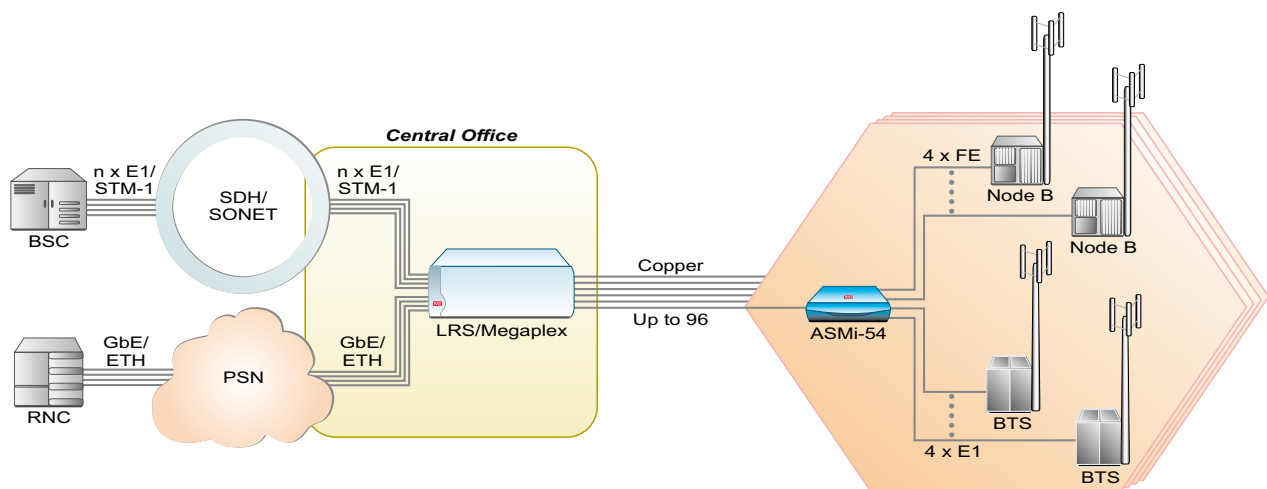 Central Office
n x E1/
STM-1
BSC
SDH/
SONET
n x E1/
STM-1
GbE/
ETH
RNC
PSN
GbE/
ETH
LRS/Megaplex
Copper
Up to 96
ASMi-54
4 x FE
Node B
Node B
BTS
4 x E1
BTS